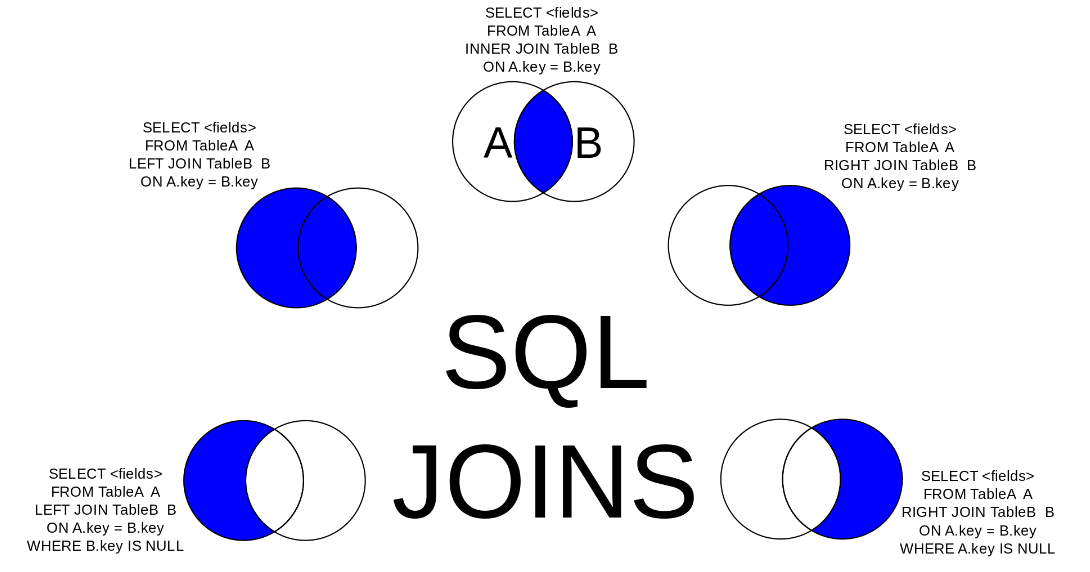 SELECT <fields>
FROM TableA  A
INNER JOIN TableB  B
ON A.key = B.key
A
B
SELECT <fields>
FROM TableA  A
LEFT JOIN TableB  B
ON A.key = B.key
SELECT <fields>
FROM TableA  A
RIGHT JOIN TableB  B
ON A.key = B.key
SQL
JOINS
SELECT <fields>
FROM TableA  A
LEFT JOIN TableB  B
ON A.key = B.key
WHERE B.key IS NULL
SELECT <fields>
FROM TableA  A
RIGHT JOIN TableB  B
ON A.key = B.key
WHERE A.key IS NULL